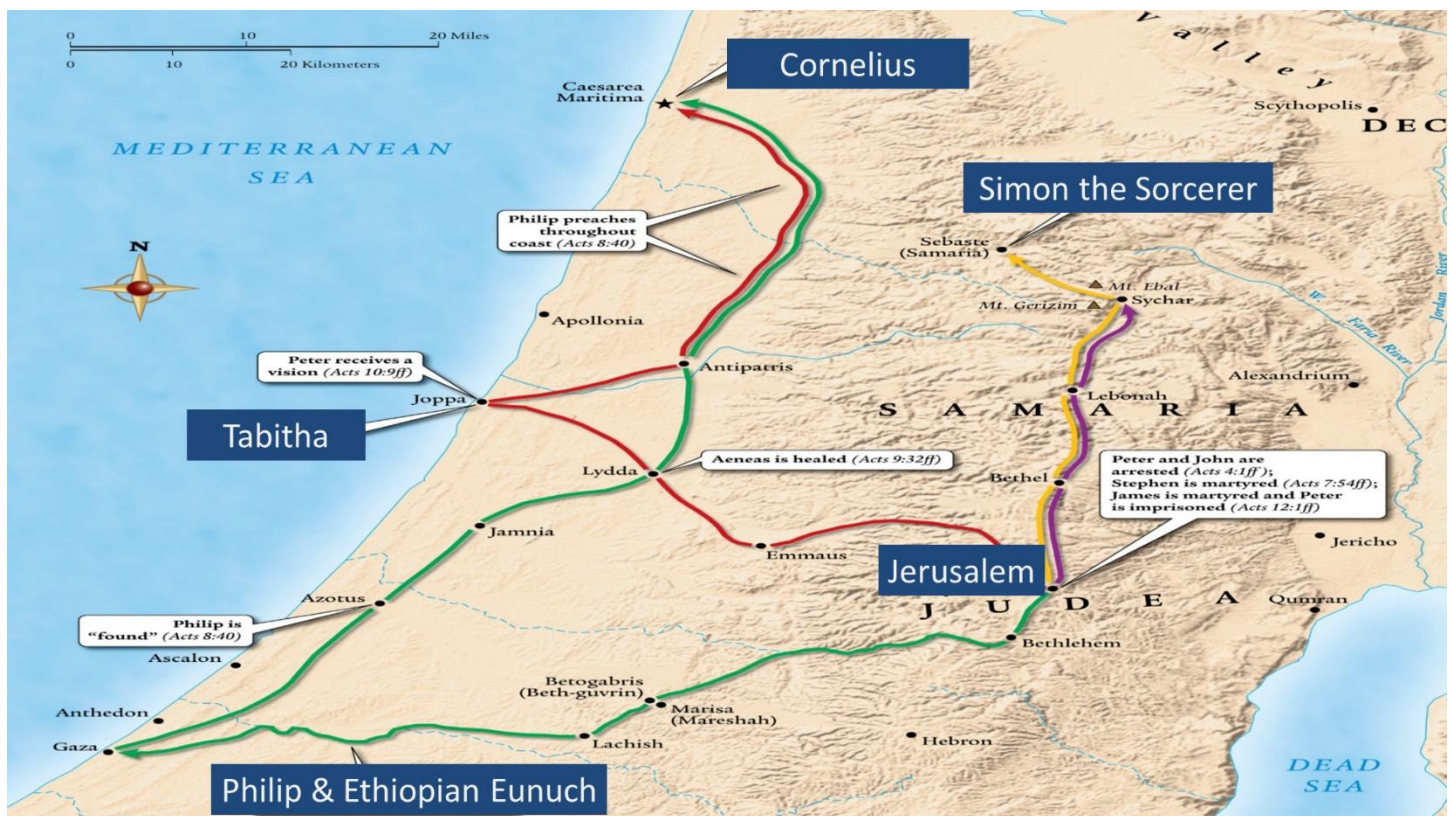 0 10 20 Miles
0 10 20 Kilometers
Cornelius
Caesarea
Maritima
Valley
Scythopolis
DEC
MEDITERRANEAN
SEA
Simon the Sorcerer
Philip preaches
throughout
coast (Acts 8:40)
N
Sebaste
(Samaria)
Mt. Ebal
Mt. Gerizim
Sychar
W. Faria River
Jordan River
Apollonia
Peter receives a
vision (Acts 10:9ff)
Antipatris
Joppa
Alexandrium
Lebonah
SAMARIA
Tabitha
Lydda
Aeneas is healed (Acts 9:32ff)
Bethel
Peter and John are
arrested (Acts 4:1ff);
Stephen is martyred (Acts 7:54ff);
James is martyred and Peter
is imprisoned (Acts 12:1ff)
Jamnia
Emmaus
Jericho
Jerusalem
JUDEA
Qumran
Azotus
Philip is
"found" (Acts 8:40)
Ascalon
Bethlehem
Betogabris
(Beth-guvrin)
Marisa
(Mareshah)
Anthedon
Gaza
Lachish
Hebron
Philip & Ethiopian Eunuch
DEAD
SEA